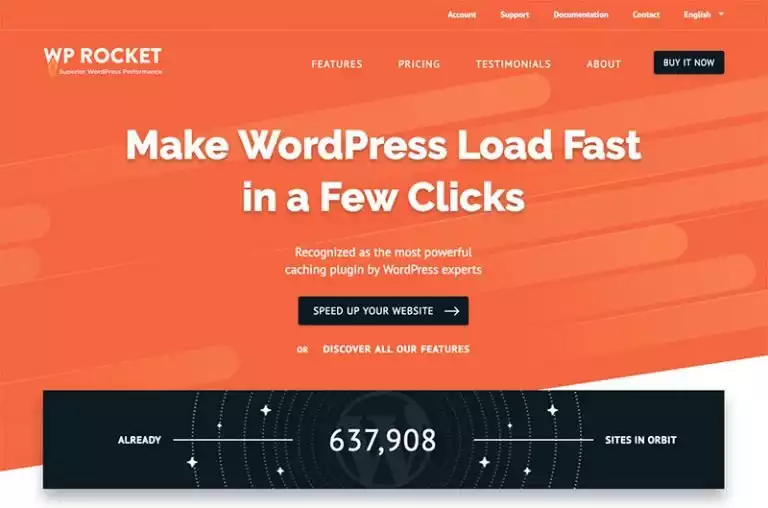 Account Support Documentation Contact English
WP ROCKET
Superior WordPress Performance
FEATURES PRICING TESTIMONIALS ABOUT BUY IT NOW
Make WordPress Load Fast
in a Few Clicks
Recognized as the most powerful
caching plugin by WordPress experts
SPEED UP YOUR WEBSITE
OR DISCOVER ALL OUR FEATURES
ALREADY 637,908 SITES IN ORBIT